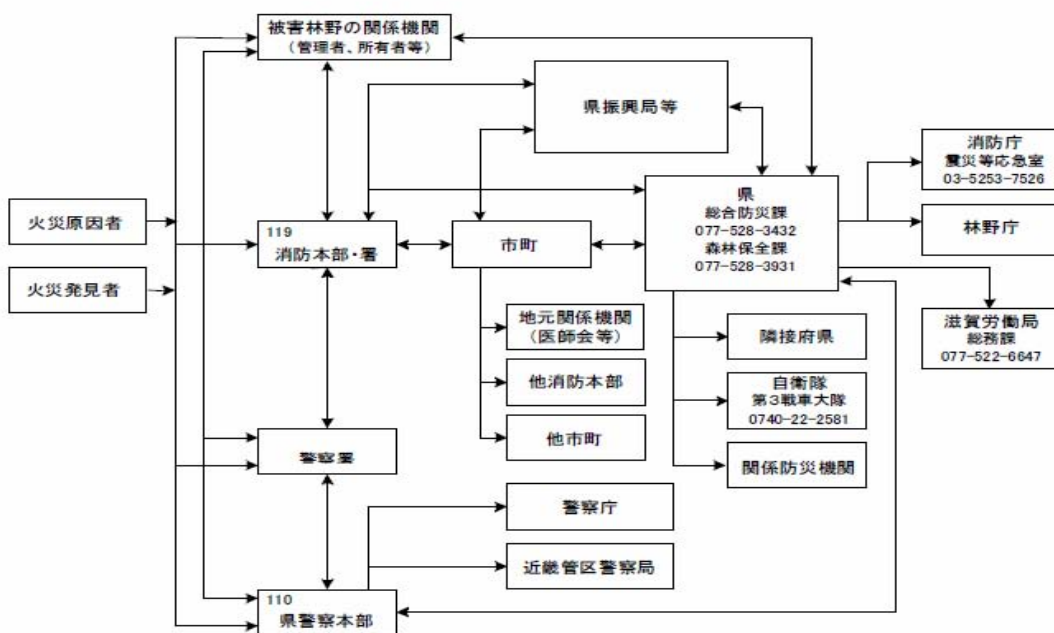 被害林野の関係機関
（管理者、所有者等）
県振興局等
消防庁
震災等応急室
03-5253-7526
火災原因者
119
消防本部・署
市町
県
総合防災課
077-528-3432
森林保全課
077-528-3931
林野庁
火災発見者
地元関係機関
（医師会等）
隣接府県
滋賀労働局
総務課
077-522-6647
他消防本部
自衛隊
第3戦車大隊
0740-22-2581
警察署
他市町
関係防災機関
警察庁
近畿管区警察局
110
県警察本部